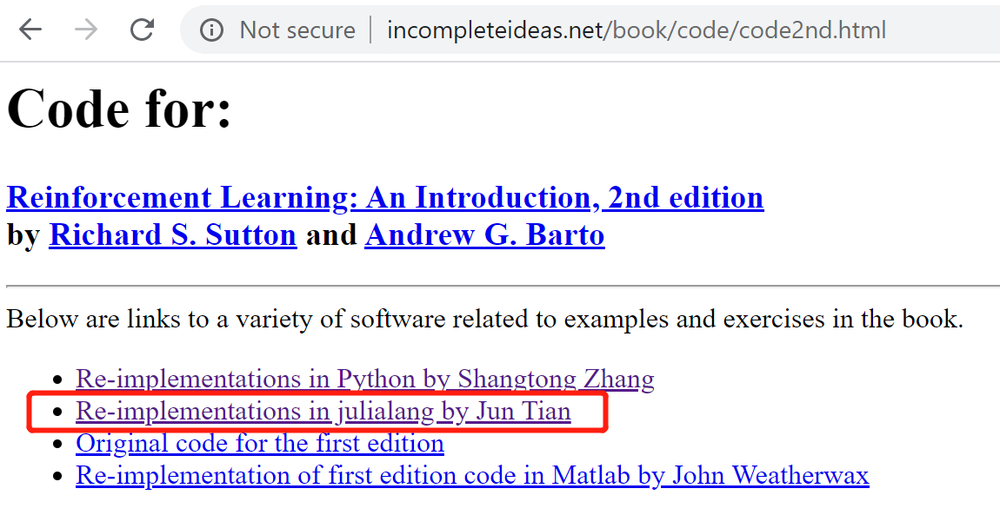 Not secure | incompleteideas.net/book/code/code2nd.html
Code for:
Reinforcement Learning: An Introduction, 2nd edition
by Richard S. Sutton and Andrew G. Barto
Below are links to a variety of software related to examples and exercises in the book.
• Re-implementations in Python by Shangtong Zhang
• Re-implementations in julialang by Jun Tian
• Original code for the first edition
• Re-implementation of first edition code in Matlab by John Weatherwax